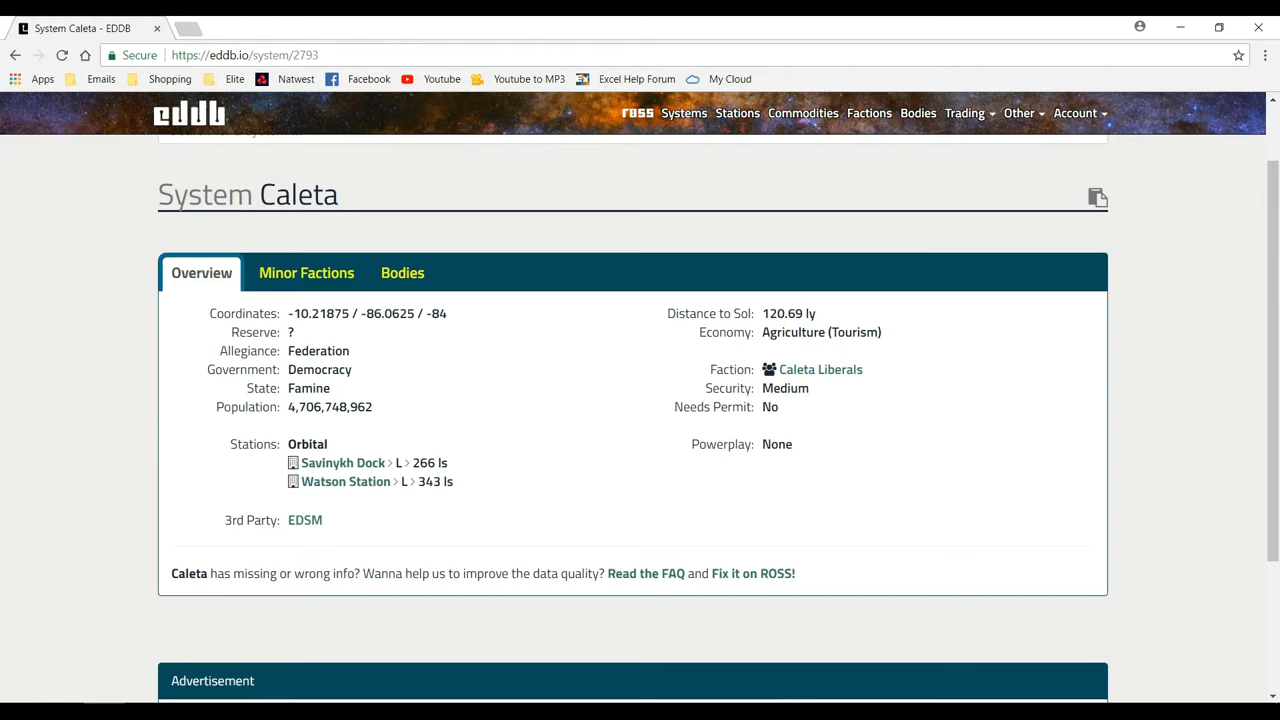 System Caleta - EDDB
Secure https://eddb.io/system/2793
Apps Emails Shopping Elite Natwest Facebook Youtube Youtube to MP3 Excel Help Forum My Cloud
eddb ROSS Systems Stations Commodities Factions Bodies Trading Other Account
System Caleta
Overview Minor Factions Bodies
Coordinates: -10.21875 / -86.0625 / -84 Distance to Sol: 120.69 ly
Reserve: ? Economy: Agriculture (Tourism)
Allegiance: Federation
Government: Democracy Faction: Caleta Liberals
State: Famine Security: Medium
Population: 4,706,748,962 Needs Permit: No
Stations: Orbital Powerplay: None
Savinykh Dock > L > 266 ls
Watson Station > L > 343 ls
3rd Party: EDSM
Caleta has missing or wrong info? Wanna help us to improve the data quality? Read the FAQ and Fix it on ROSS!
Advertisement